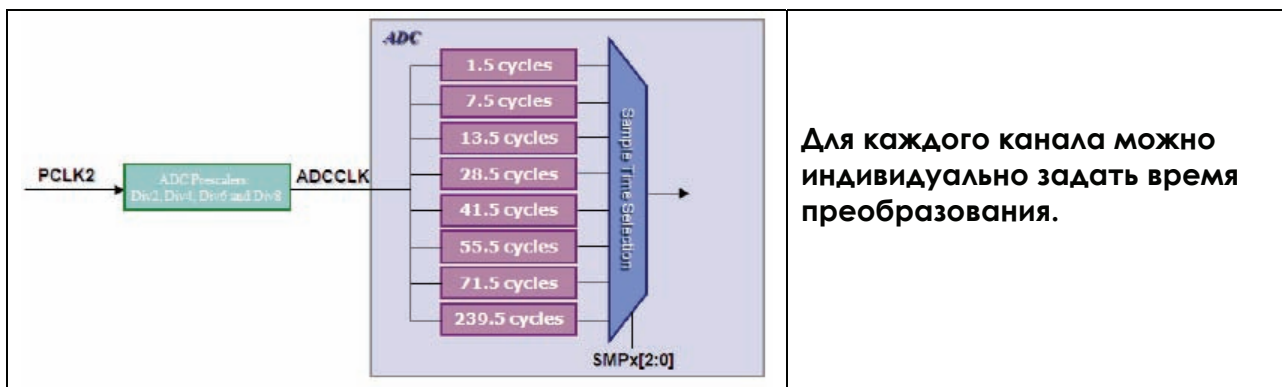 ADC
1.5 cycles
7.5 cycles
13.5 cycles
28.5 cycles
41.5 cycles
55.5 cycles
71.5 cycles
239.5 cycles
Sample Time Selection
PCLK2
ADC Prescalers:
Div2, Div4, Div6 and Div8
ADCCLK
SMPx[2:0]
Для каждого канала можно
индивидуально задать время
преобразования.